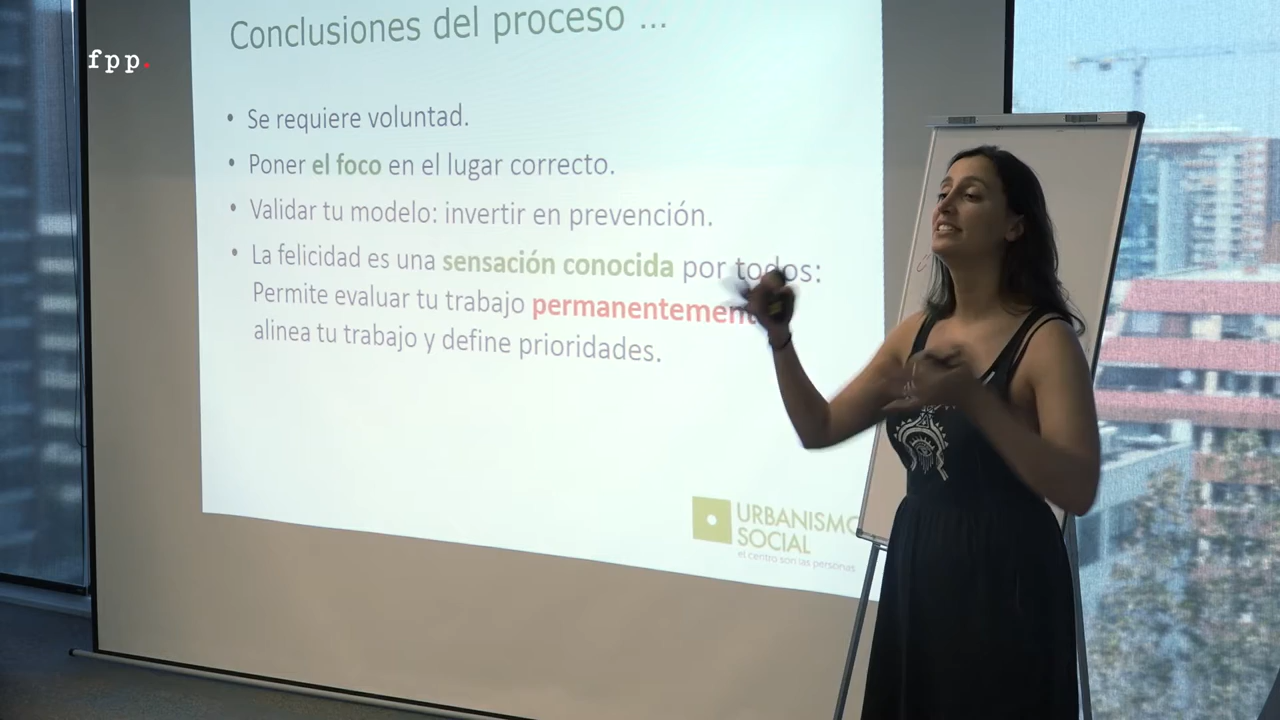 Conclusiones del proceso ...
fpp.
• Se requiere voluntad.
• Poner el foco en el lugar correcto.
• Validar tu modelo: invertir en prevención.
• La felicidad es una sensación conocida por todos:
Permite evaluar tu trabajo permanentement
alinea tu trabajo y define prioridades.
URBANISMO
SOCIAL
el centro son las personas